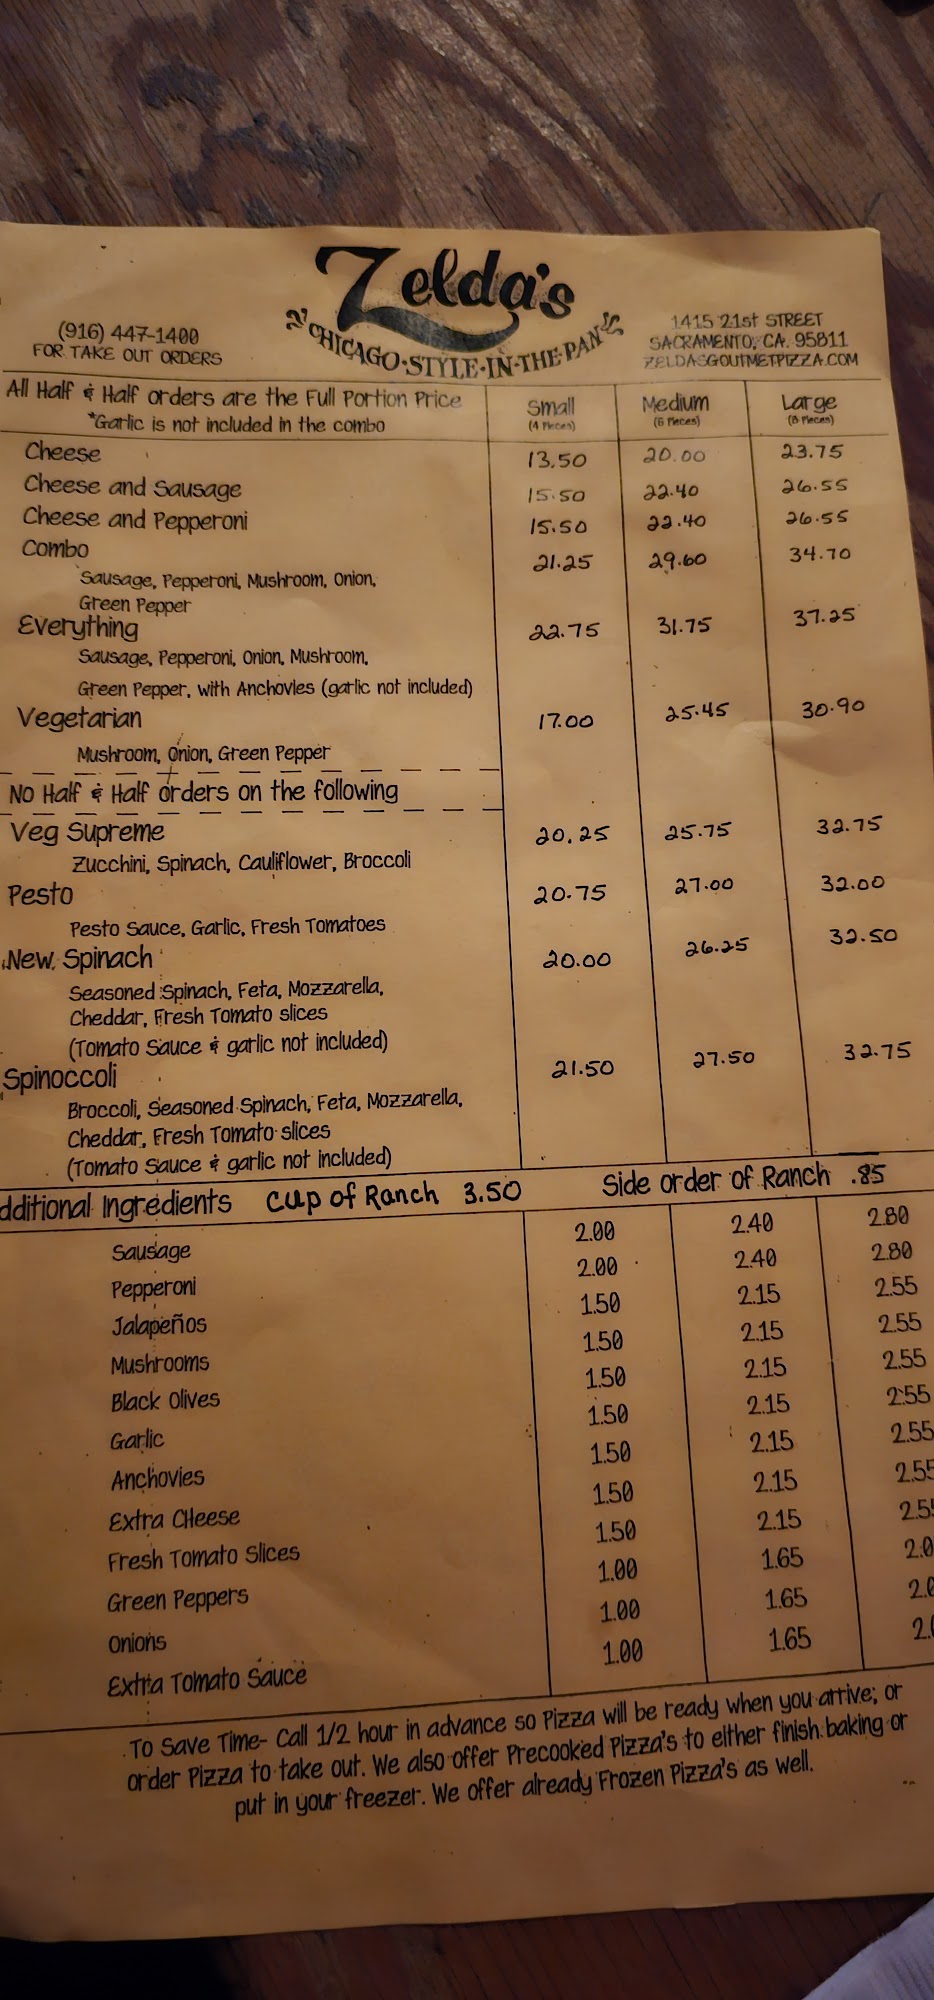 Zelda's
CHICAGO·STYLE·IN·THE·PAN
(916) 447-1400
FOR TAKE OUT ORDERS
1415 21st STREET
SACRAMENTO, CA. 95811
ZELDASGOURMETPIZZA.COM
All Half & Half orders are the Full Portion Price
*Garlic is not included in the combo
Small Medium Large
(4 Pieces) (6 Pieces) (8 Pieces)
Cheese 13.50 20.00 23.75
Cheese and Sausage 15.50 22.40 26.55
Cheese and Pepperoni 15.50 22.40 26.55
Combo 21.25 29.60 34.70
Sausage, Pepperoni, Mushroom, Onion,
Green Pepper
Everything 22.75 31.75 37.25
Sausage, Pepperoni, Onion, Mushroom,
Green Pepper, with Anchovies (garlic not included)
Vegetarian 17.00 25.45 30.90
Mushroom, Onion, Green Pepper
No Half & Half orders on the following
Veg Supreme 20.25 25.75 32.75
Zucchini, Spinach, Cauliflower, Broccoli
Pesto 20.75 27.00 32.00
Pesto Sauce, Garlic, Fresh Tomatoes
New Spinach 20.00 26.25 32.50
Seasoned Spinach, Feta, Mozzarella,
Cheddar, Fresh Tomato slices
(Tomato Sauce & garlic not included)
Spinoccoli 21.50 27.50 32.75
Broccoli, Seasoned Spinach, Feta, Mozzarella,
Cheddar, Fresh Tomato slices
(Tomato Sauce & garlic not included)
dditional Ingredients Cup of Ranch 3.50 Side order of Ranch .85
Sausage 2.00 2.40 2.80
Pepperoni 2.00 2.40 2.80
Jalapeños 1.50 2.15 2.55
Mushrooms 1.50 2.15 2.55
Black Olives 1.50 2.15 2.55
Garlic 1.50 2.15 2.55
Anchovies 1.50 2.15 2.55
Extra Cheese 1.50 2.15 2.55
Fresh Tomato Slices 1.50 2.15 2.5
Green Peppers 1.00 1.65 2.0
Onions 1.00 1.65 2.0
Extra Tomato Sauce 1.00 1.65 2.
To Save Time- Call 1/2 hour in advance so Pizza will be ready when you arrive; or
order Pizza to take out. We also offer Precooked Pizza's to either finish baking or
put in your freezer. We offer already Frozen Pizza's as well.